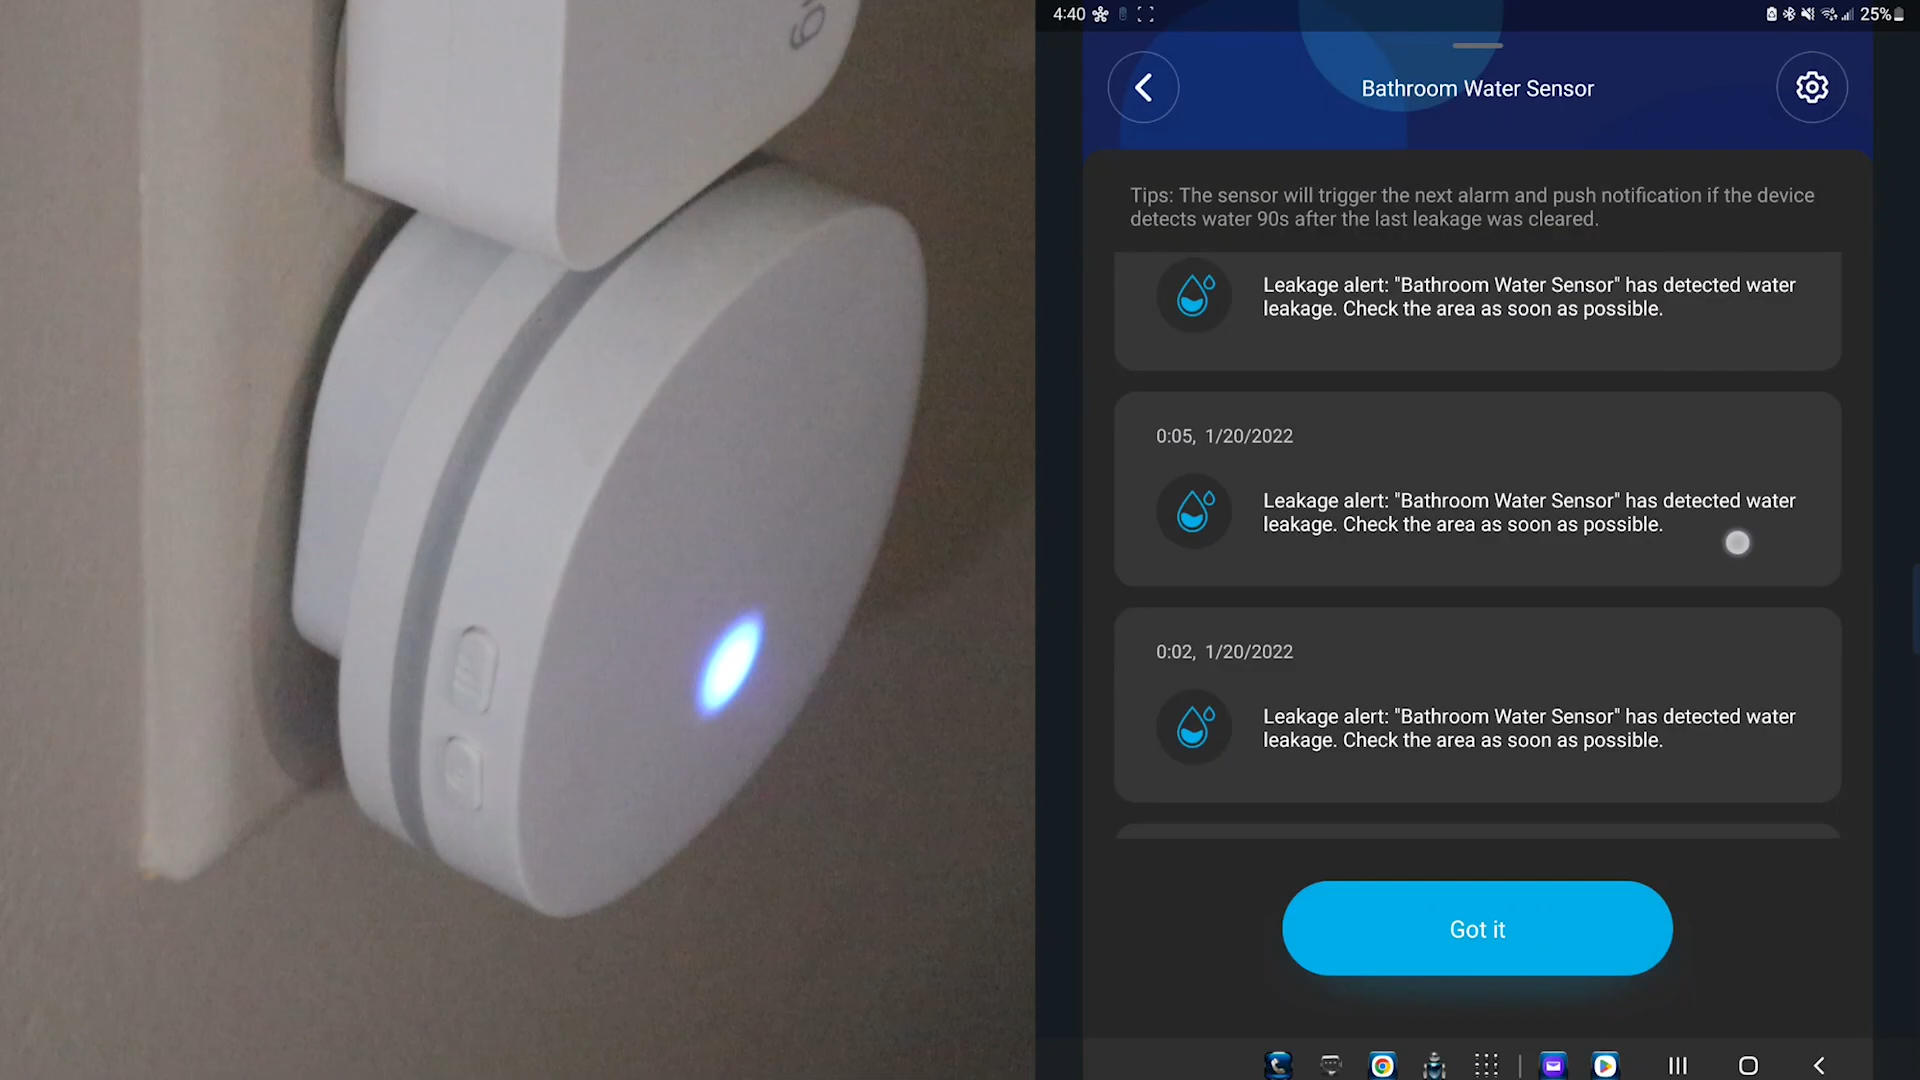 4:40
25%
Bathroom Water Sensor
Tips: The sensor will trigger the next alarm and push notification if the device
detects water 90s after the last leakage was cleared.
Leakage alert: "Bathroom Water Sensor" has detected water
leakage. Check the area as soon as possible.
0:05, 1/20/2022
Leakage alert: "Bathroom Water Sensor" has detected water
leakage. Check the area as soon as possible.
0:02, 1/20/2022
Leakage alert: "Bathroom Water Sensor" has detected water
leakage. Check the area as soon as possible.
Got it